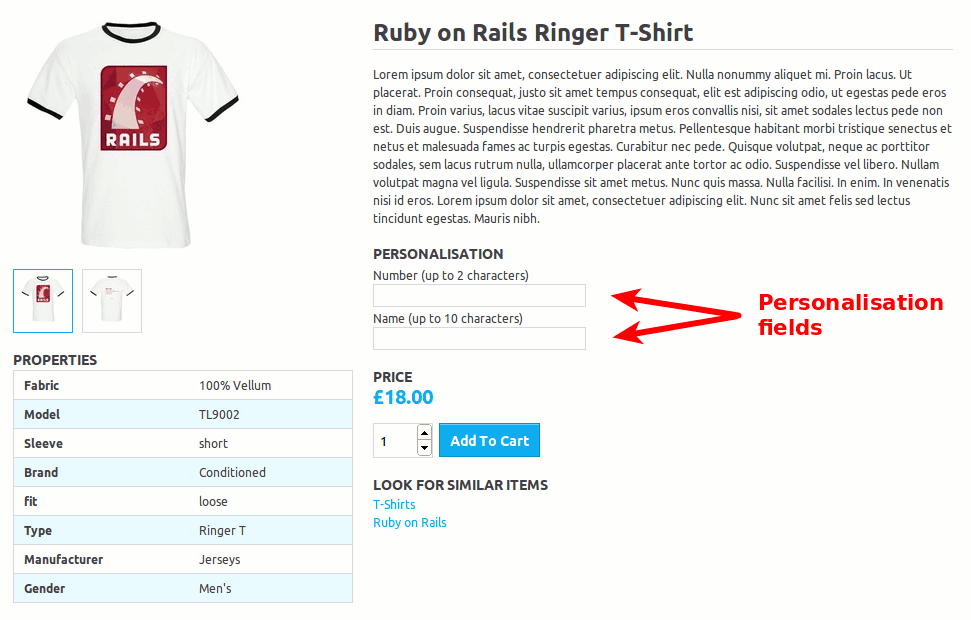 RAILS
RAILS
PROPERTIES
Fabric 100% Vellum
Model TL9002
Sleeve short
Brand Conditioned
fit loose
Type Ringer T
Manufacturer Jerseys
Gender Men's
Ruby on Rails Ringer T-Shirt
Lorem ipsum dolor sit amet, consectetuer adipiscing elit. Nulla nonummy aliquet mi. Proin lacus. Ut
placerat. Proin consequat, justo sit amet tempus consequat, elit est adipiscing odio, ut egestas pede eros
in diam. Proin varius, lacus vitae suscipit varius, ipsum eros convallis nisi, sit amet sodales lectus pede non
est. Duis augue. Suspendisse hendrerit pharetra metus. Pellentesque habitant morbi tristique senectus et
netus et malesuada fames ac turpis egestas. Curabitur nec pede. Quisque volutpat, neque ac porttitor
sodales, sem lacus rutrum nulla, ullamcorper placerat ante tortor ac odio. Suspendisse vel libero. Nullam
volutpat magna vel ligula. Suspendisse sit amet metus. Nunc quis massa. Nulla facilisi. In enim. In venenatis
nisi id eros. Lorem ipsum dolor sit amet, consectetuer adipiscing elit. Nunc sit amet felis sed lectus
tincidunt egestas. Mauris nibh.
PERSONALISATION
Number (up to 2 characters)
Name (up to 10 characters)
Personalisation
fields
PRICE
£18.00
1 Add To Cart
LOOK FOR SIMILAR ITEMS
T-Shirts
Ruby on Rails